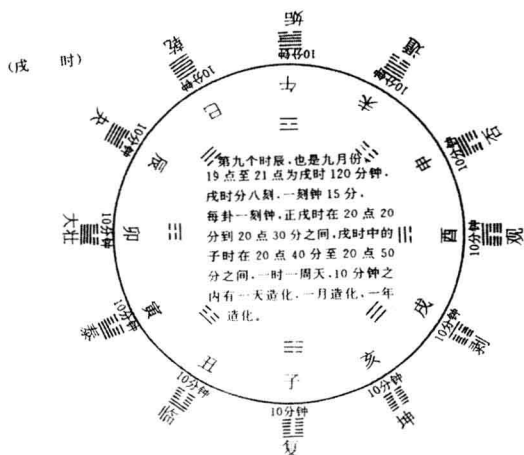 (戌 时)
姤
10分钟
遁
10分钟
否
10分钟
观
10分钟
剥
10分钟
坤
10分钟
复
10分钟
临
10分钟
泰
10分钟
大壮
10分钟
夬
10分钟
乾
10分钟
午
未
申
酉
戌
亥
子
丑
寅
卯
辰
巳
第九个时辰,也是九月份,
19点至21点为戌时120分钟,
戌时分八刻,一刻钟15分,
每卦一刻钟,正戌时在20点20
分到20点30分之间,戌时中的
子时在20点40分至20点50
分之间,一时一周天,10分钟之
内有一天造化,一月造化,一年
造化。